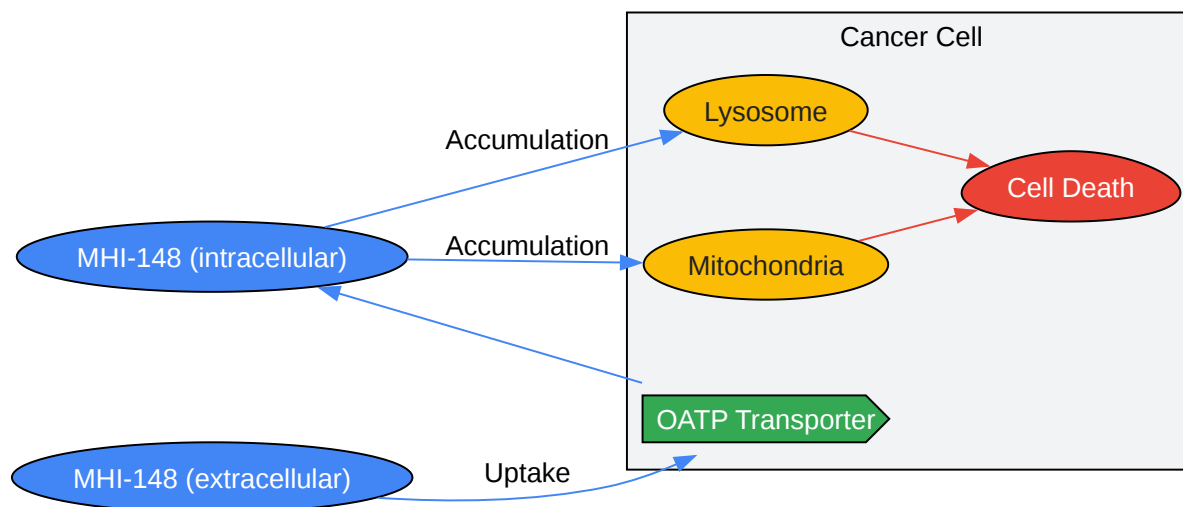 Cancer Cell
Lysosome
Accumulation
Cell Death
MHI-148 (intracellular)
Accumulation
Mitochondria
OATP Transporter
MHI-148 (extracellular)
Uptake